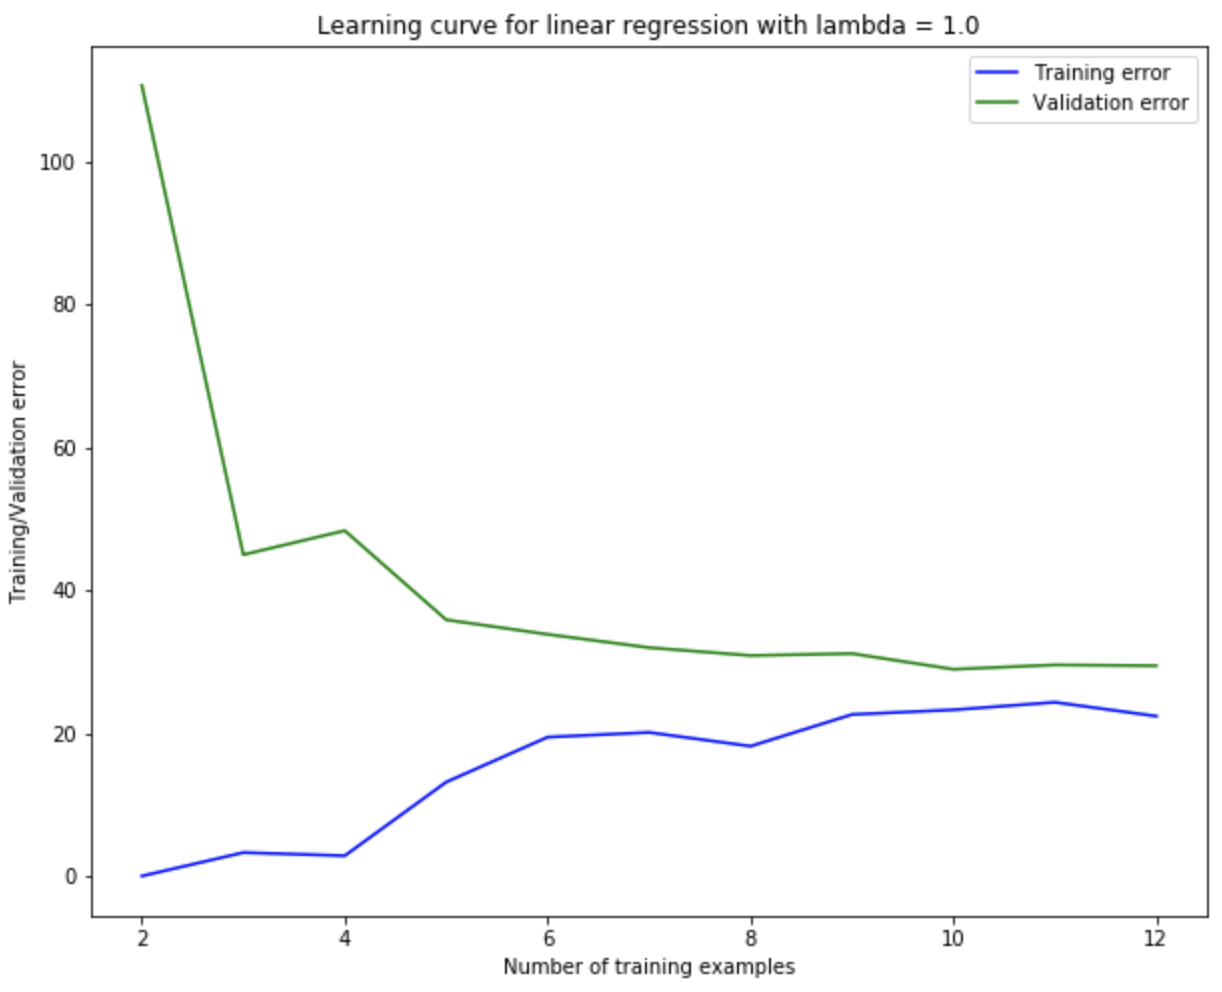 Learning curve for linear regression with lambda = 1.0
Training error
Validation error
100
80
60
40
20
0
Training/Validation error
2 4 6 8 10 12
Number of training examples